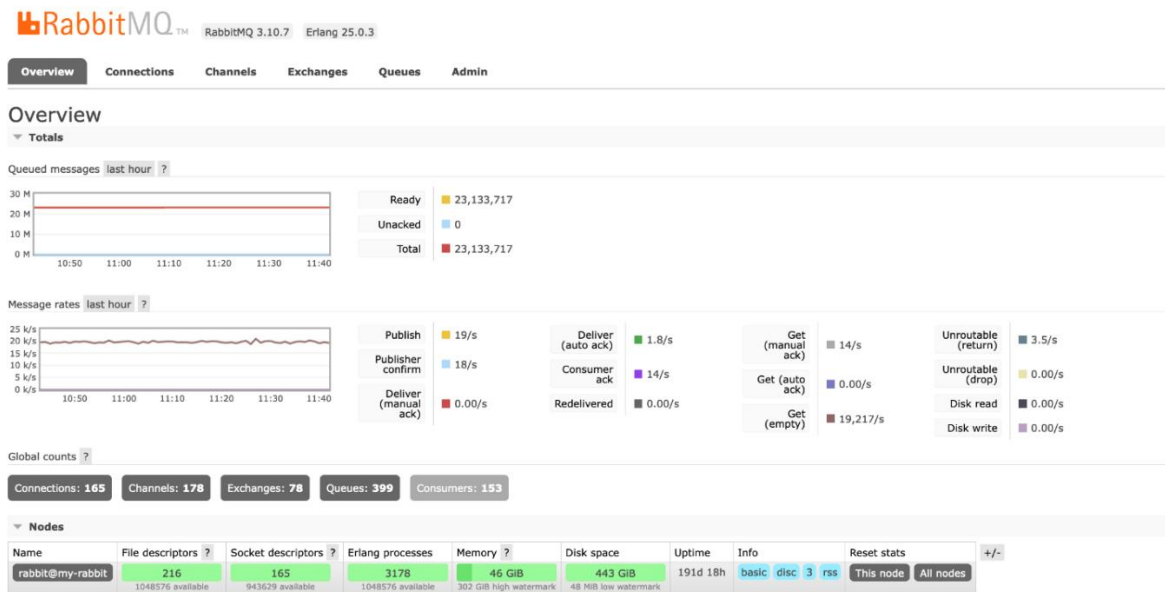 RabbitMQ TM RabbitMQ 3.10.7 Erlang 25.0.3
Overview Connections Channels Exchanges Queues Admin
Overview
Totals
Queued messages last hour ?
30 M
20 M
10 M
0 M
10:50 11:00 11:10 11:20 11:30 11:40
Ready 23,133,717
Unacked 0
Total 23,133,717
Message rates last hour ?
25 k/s
20 k/s
15 k/s
10 k/s
5 k/s
0 k/s
10:50 11:00 11:10 11:20 11:30 11:40
Publish 19/s
Publisher
confirm 18/s
Deliver
(manual
ack) 0.00/s
Deliver
(auto ack) 1.8/s
Consumer
ack 14/s
Redelivered 0.00/s
Get
(manual
ack) 14/s
Get (auto
ack) 0.00/s
Get
(empty) 19,217/s
Unroutable
(return) 3.5/s
Unroutable
(drop) 0.00/s
Disk read 0.00/s
Disk write 0.00/s
Global counts ?
Connections: 165 Channels: 178 Exchanges: 78 Queues: 399 Consumers: 153
Nodes
Name File descriptors ? Socket descriptors ? Erlang processes Memory ? Disk space Uptime Info Reset stats +/-
rabbit@my-rabbit 216 165 3178 46 GiB 443 GiB 191d 18h basic disc 3 rss This node All nodes
1048576 available 943629 available 1048576 available 302 GiB high watermark 48 MiB low watermark